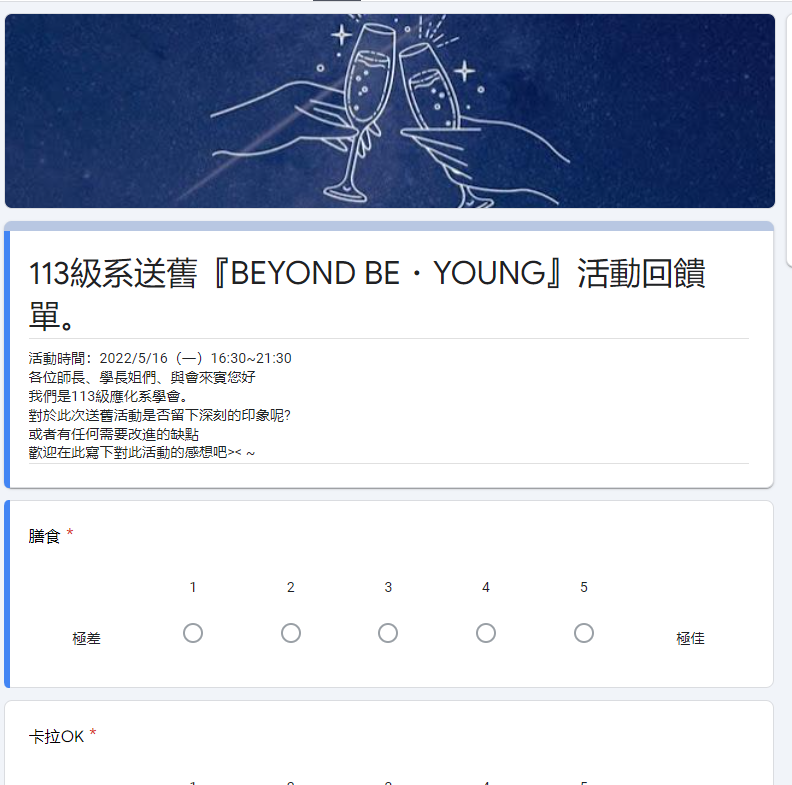 113級系送舊『BEYOND BE・YOUNG』活動回饋
單。
活動時間：2022/5/16（一）16:30~21:30
各位師長、學長姐們、與會來賓您好
我們是113級應化系學會。
對於此次送舊活動是否留下深刻的印象呢?
或者有任何需要改進的缺點
歡迎在此寫下對此活動的感想吧>< ~
膳食 *
1 2 3 4 5
極差 極佳
卡拉OK *
1 2 3 4 5